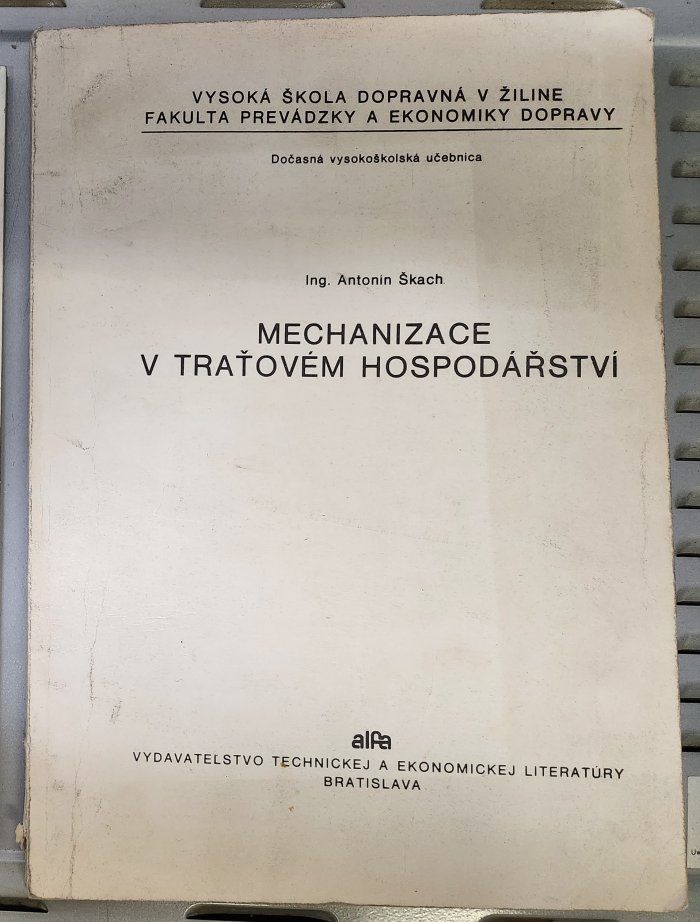 VYSOKÁ ŠKOLA DOPRAVNÁ V ŽILINE
FAKULTA PREVÁDZKY A EKONOMIKY DOPRAVY
Dočasná vysokoškolská učebnica
Ing. Antonín Škach
MECHANIZACE
V TRAŤOVÉM HOSPODÁŘSTVÍ
alfa
VYDAVATEĽSTVO TECHNICKEJ A EKONOMICKEJ LITERATÚRY
BRATISLAVA